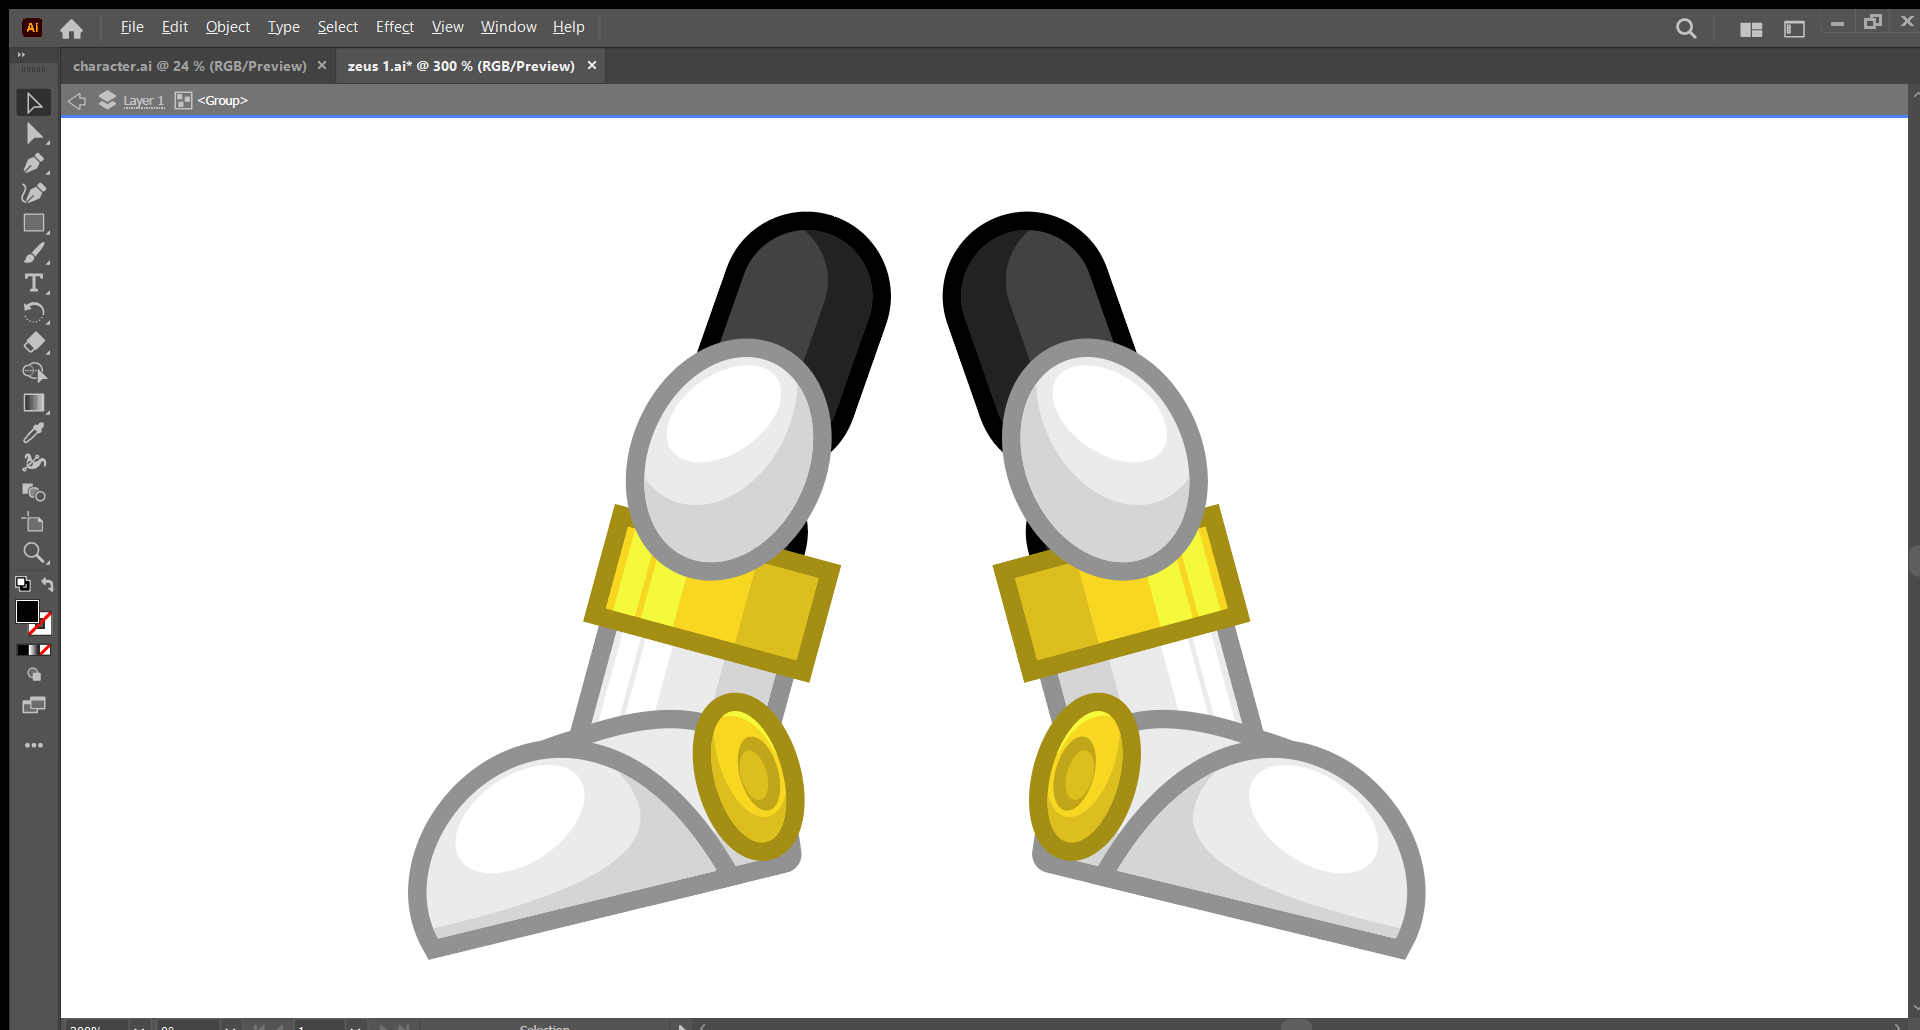 Ai File Edit Object Type Select Effect View Window Help
character.ai @ 24 % (RGB/Preview) × zeus 1.ai* @ 300 % (RGB/Preview) ×
Layer 1 <Group>
Selection